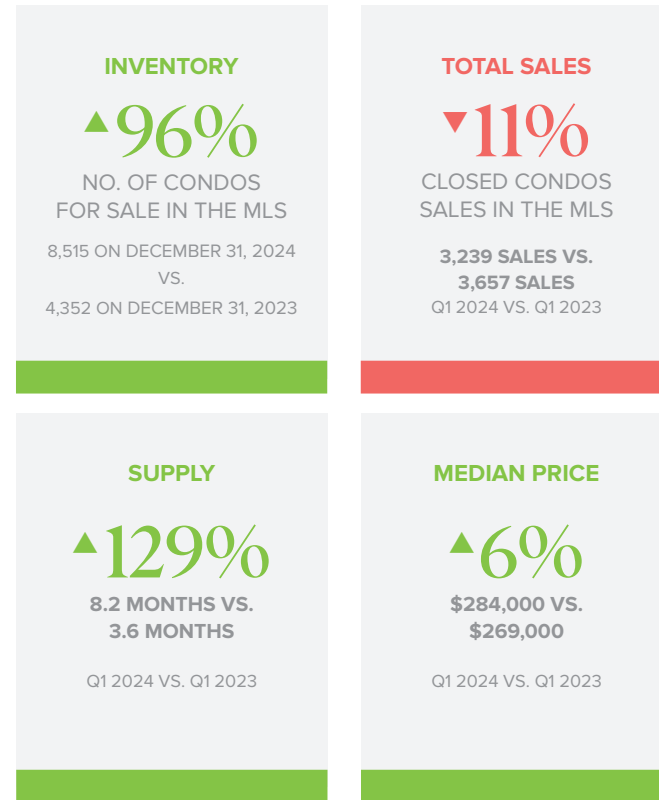 INVENTORY
▲96%
NO. OF CONDOS
FOR SALE IN THE MLS
8,515 ON DECEMBER 31, 2024
VS.
4,352 ON DECEMBER 31, 2023
TOTAL SALES
▼11%
CLOSED CONDOS
SALES IN THE MLS
3,239 SALES VS.
3,657 SALES
Q1 2024 VS. Q1 2023
SUPPLY
▲129%
8.2 MONTHS VS.
3.6 MONTHS
Q1 2024 VS. Q1 2023
MEDIAN PRICE
▲6%
$284,000 VS.
$269,000
Q1 2024 VS. Q1 2023